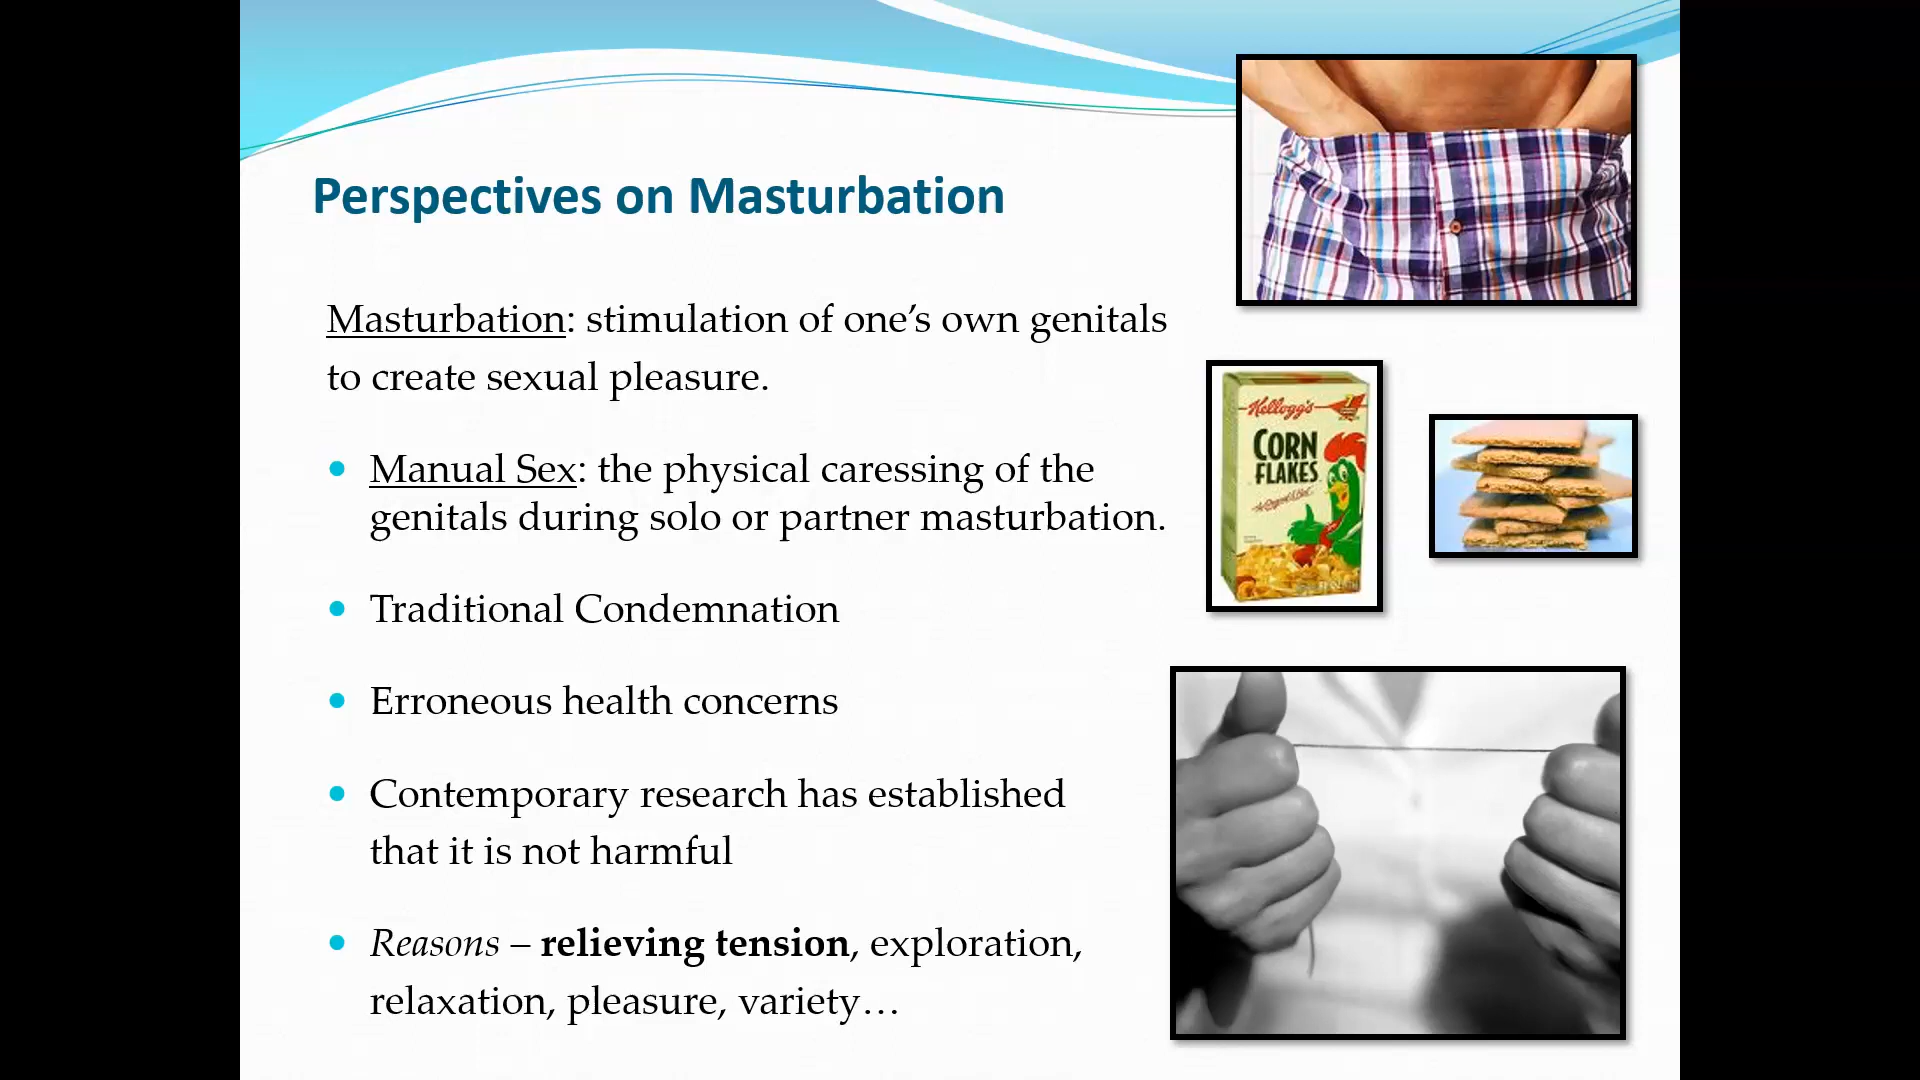 Perspectives on Masturbation
Masturbation: stimulation of one’s own genitals
to create sexual pleasure.
Manual Sex: the physical caressing of the
genitals during solo or partner masturbation.
Traditional Condemnation
Erroneous health concerns
Contemporary research has established
that it is not harmful
Reasons – relieving tension, exploration,
relaxation, pleasure, variety…
Kellogg's
CORN
FLAKES